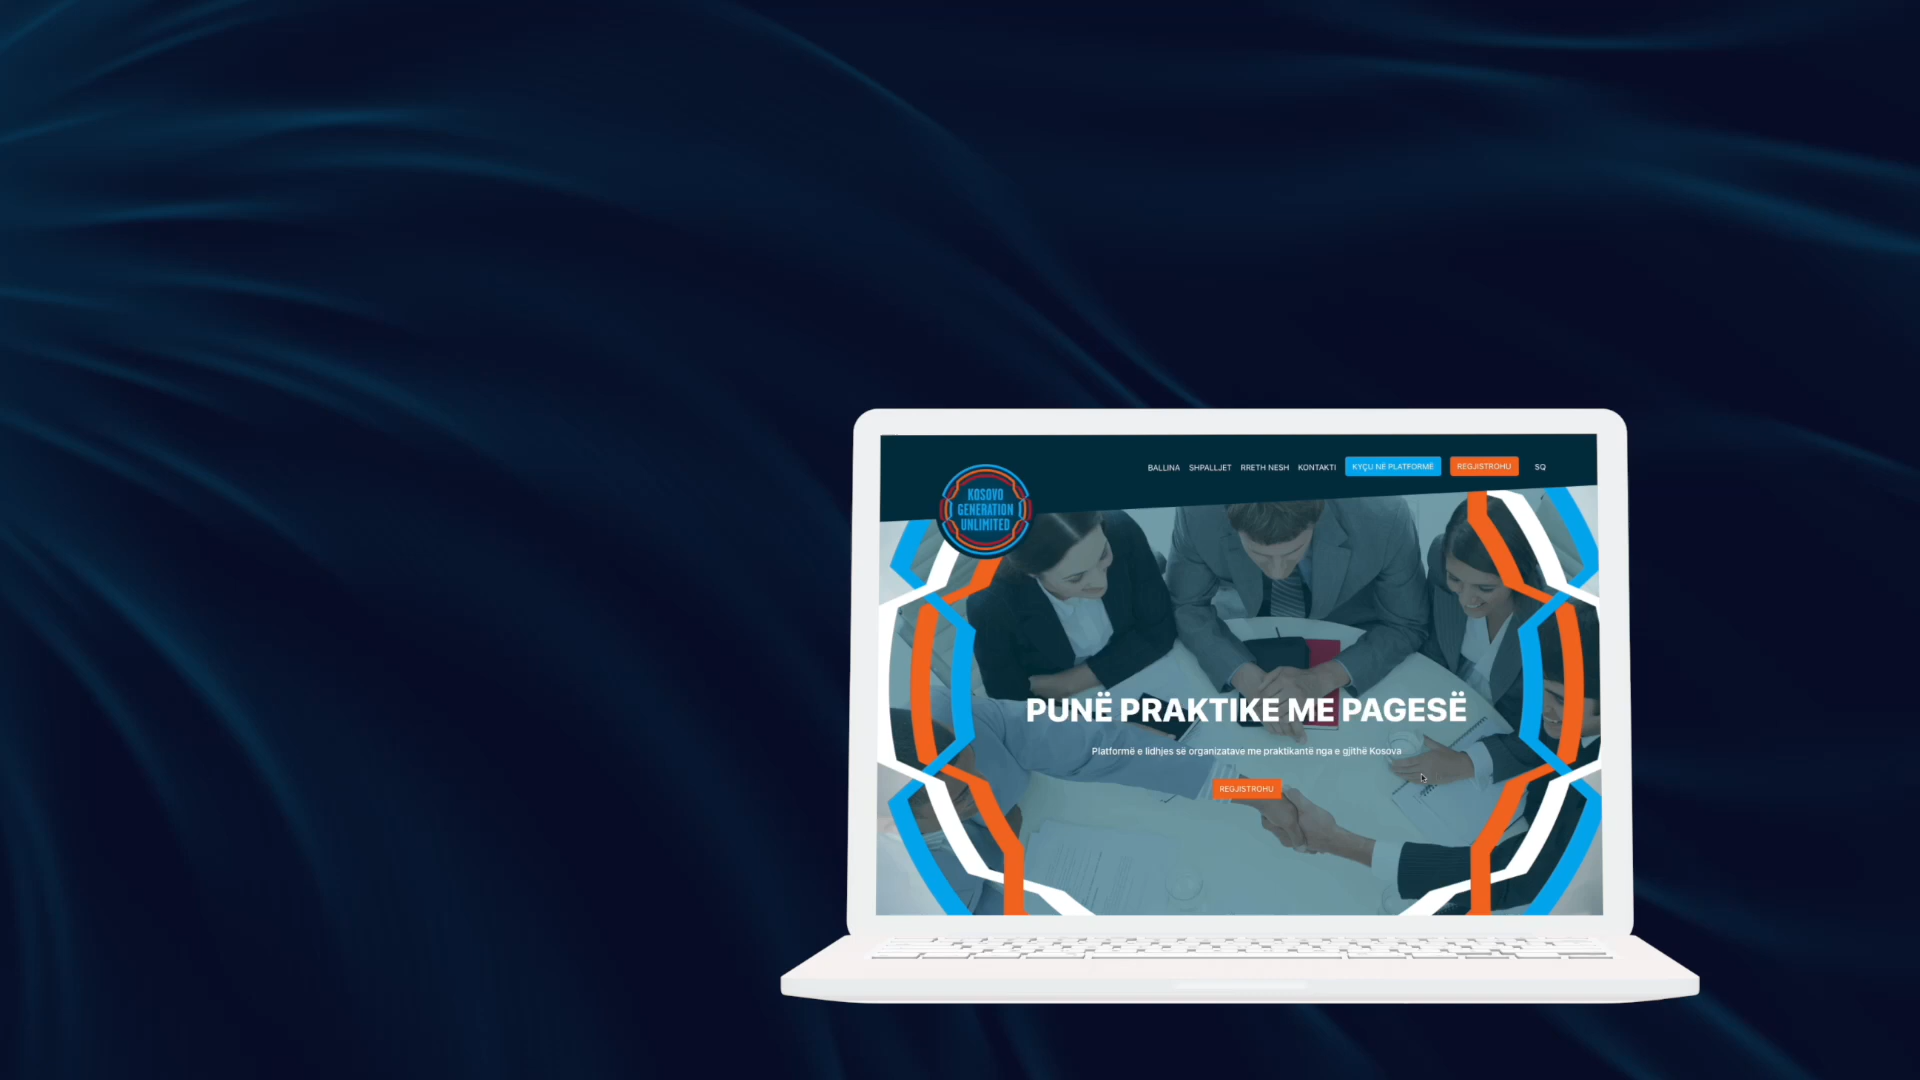 BALLINA SHPALLJET RRETH NESH KONTAKTI KYÇU NË PLATFORMË REGJISTROHU SQ
KOSOVO
GENERATION
UNLIMITED
PUNË PRAKTIKE ME PAGESË
Platformë e lidhjes së organizatave me praktikantë nga e gjithë Kosova
REGJISTROHU